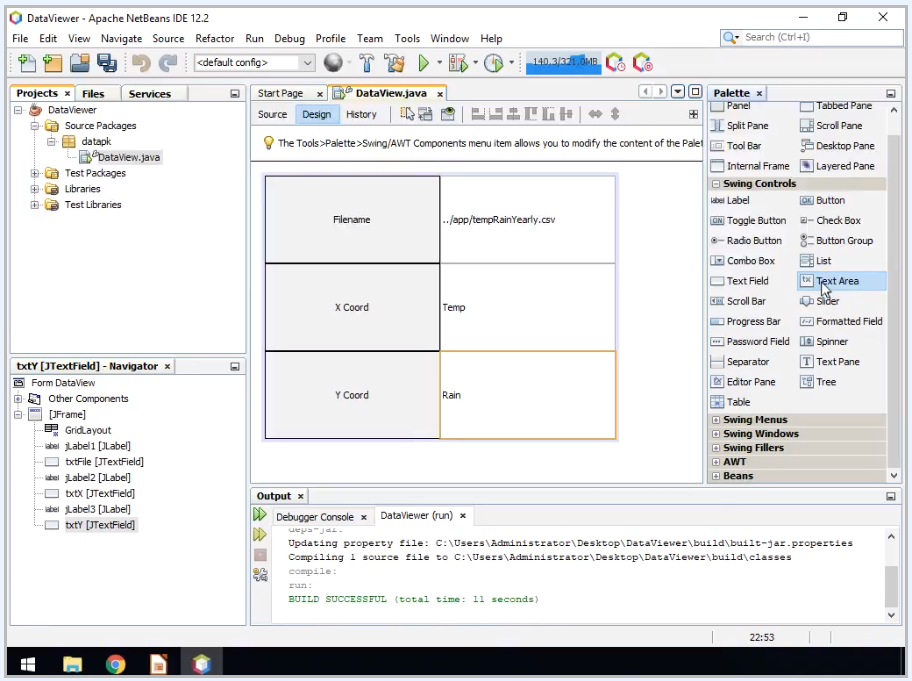 DataViewer - Apache NetBeans IDE 12.2
File Edit View Navigate Source Refactor Run Debug Profile Team Tools Window Help
Search (Ctrl+I)
<default config>
140.3/321.0MB
Projects × Files Services
Start Page × DataView.java ×
Palette ×
DataViewer
Source Packages
datapk
DataView.java
Test Packages
Libraries
Test Libraries
Source Design History
The Tools>Palette>Swing/AWT Components menu item allows you to modify the content of the Palet
Filename ../app/tempRainYearly.csv
X Coord Temp
Y Coord Rain
Panel Tabbed Pane
Split Pane Scroll Pane
Tool Bar Desktop Pane
Internal Frame Layered Pane
Swing Controls
label Label OK Button
ON Toggle Button Check Box
Radio Button Button Group
Combo Box List
Text Field Text Area
Scroll Bar Slider
Progress Bar Formatted Field
Password Field Spinner
Separator T Text Pane
Editor Pane Tree
Table
Swing Menus
Swing Windows
Swing Fillers
AWT
Beans
txtY [JTextField] - Navigator ×
Form DataView
Other Components
[JFrame]
GridLayout
label jLabel1 [JLabel]
txtFile [JTextField]
label jLabel2 [JLabel]
txtX [JTextField]
label jLabel3 [JLabel]
txtY [JTextField]
Output ×
Debugger Console × DataViewer (run) ×
deps-jar:
Updating property file: C:\Users\Administrator\Desktop\DataViewer\build\built-jar.properties
Compiling 1 source file to C:\Users\Administrator\Desktop\DataViewer\build\classes
compile:
run:
BUILD SUCCESSFUL (total time: 11 seconds)
22:53